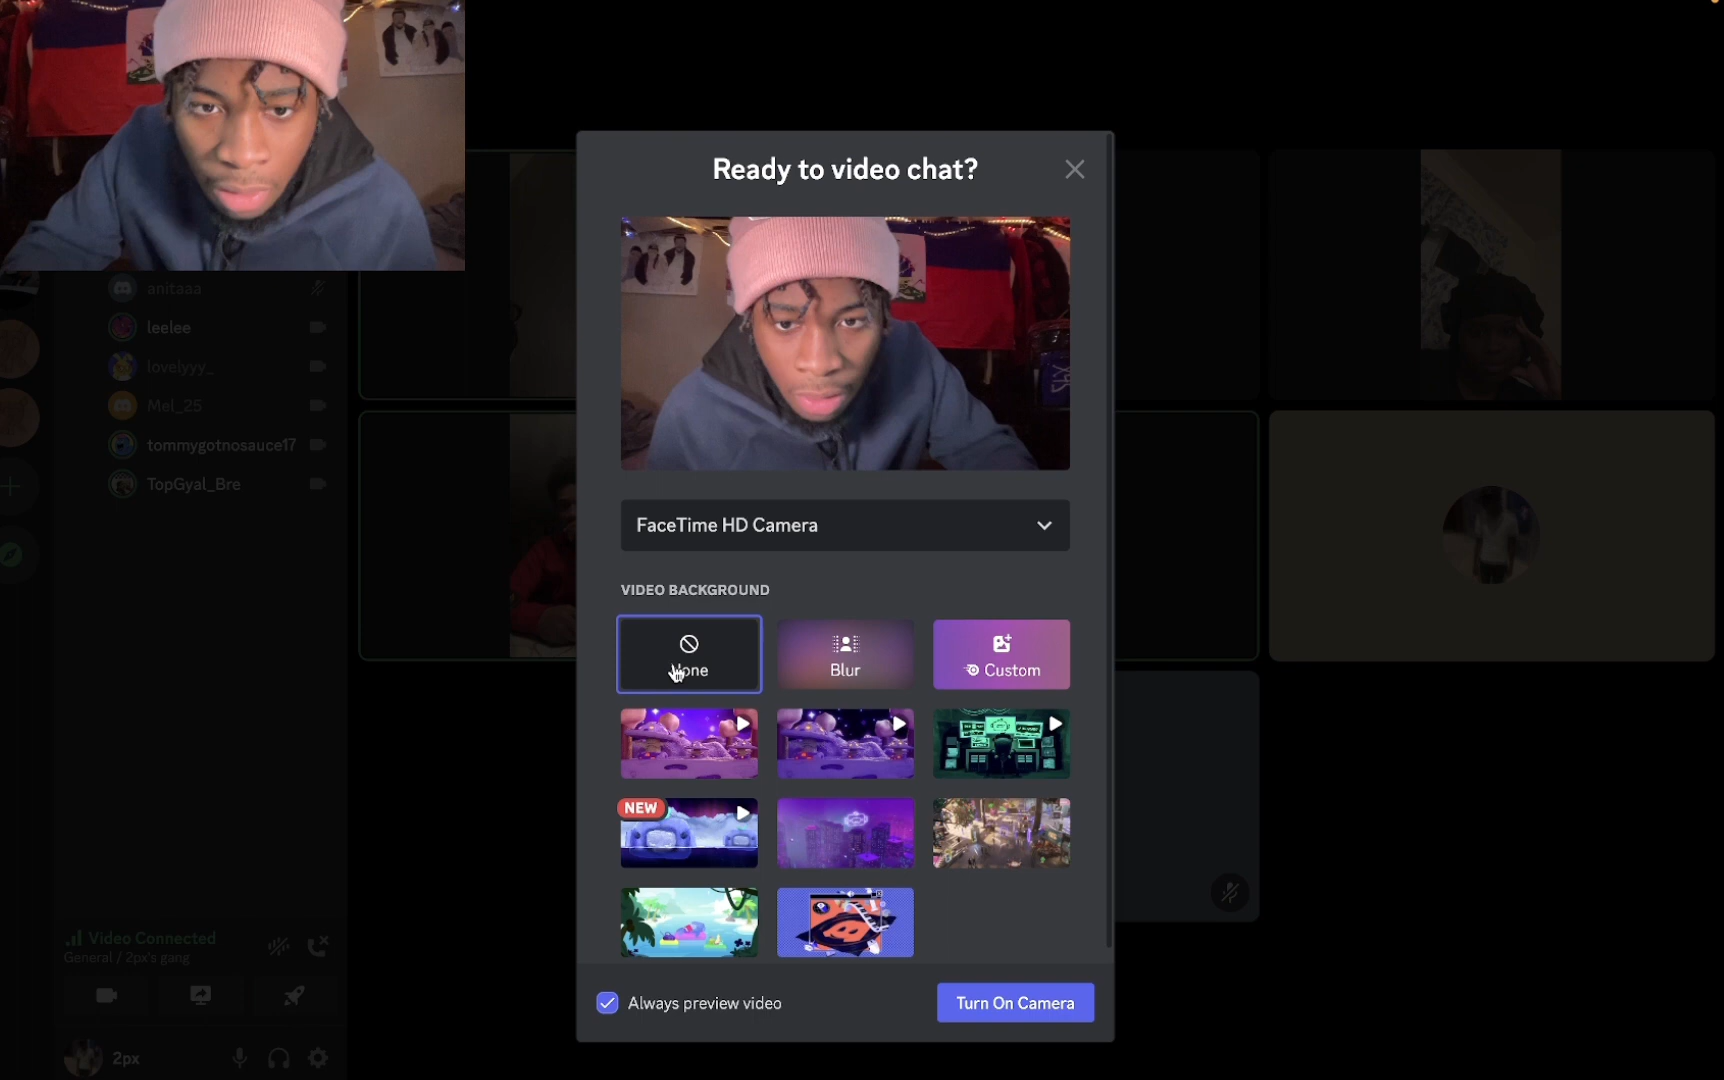 Ready to video chat?
anitaaa
leelee
lovelyyy_
Mel_25
tommygotnosauce17
TopGyal_Bre
FaceTime HD Camera
VIDEO BACKGROUND
None
Blur
Custom
NEW
Video Connected
General / 2px's gang
Always preview video
Turn On Camera
2px